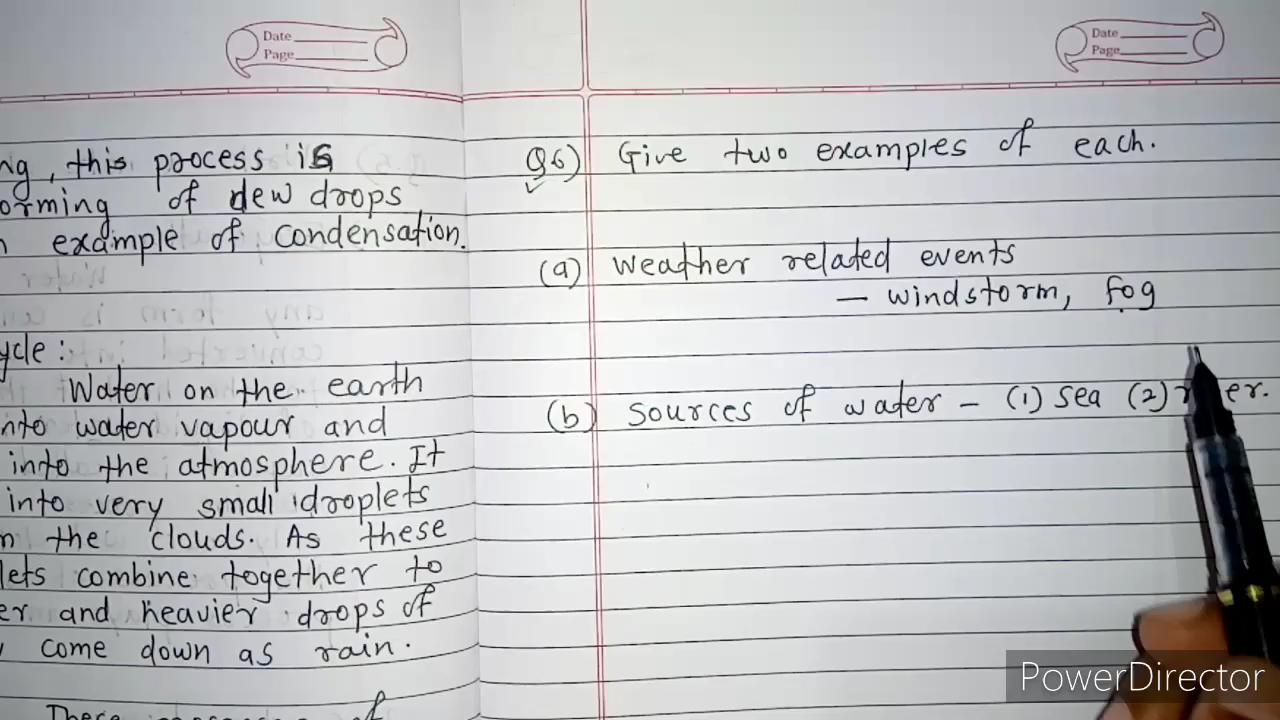 Date
Page
ng, this process is
orming of dew drops
n example of condensation.
ycle :
Water on the earth
nto water vapour and
into the atmosphere. It
into very small droplets
n the clouds. As these
lets combine together to
er and heavier drops of
come down as rain.
These
of
Date
Page
Q6) Give two examples of each.
(a) Weather related events
— windstorm, fog
(b) Sources of water – (1) sea (2)
PowerDirector